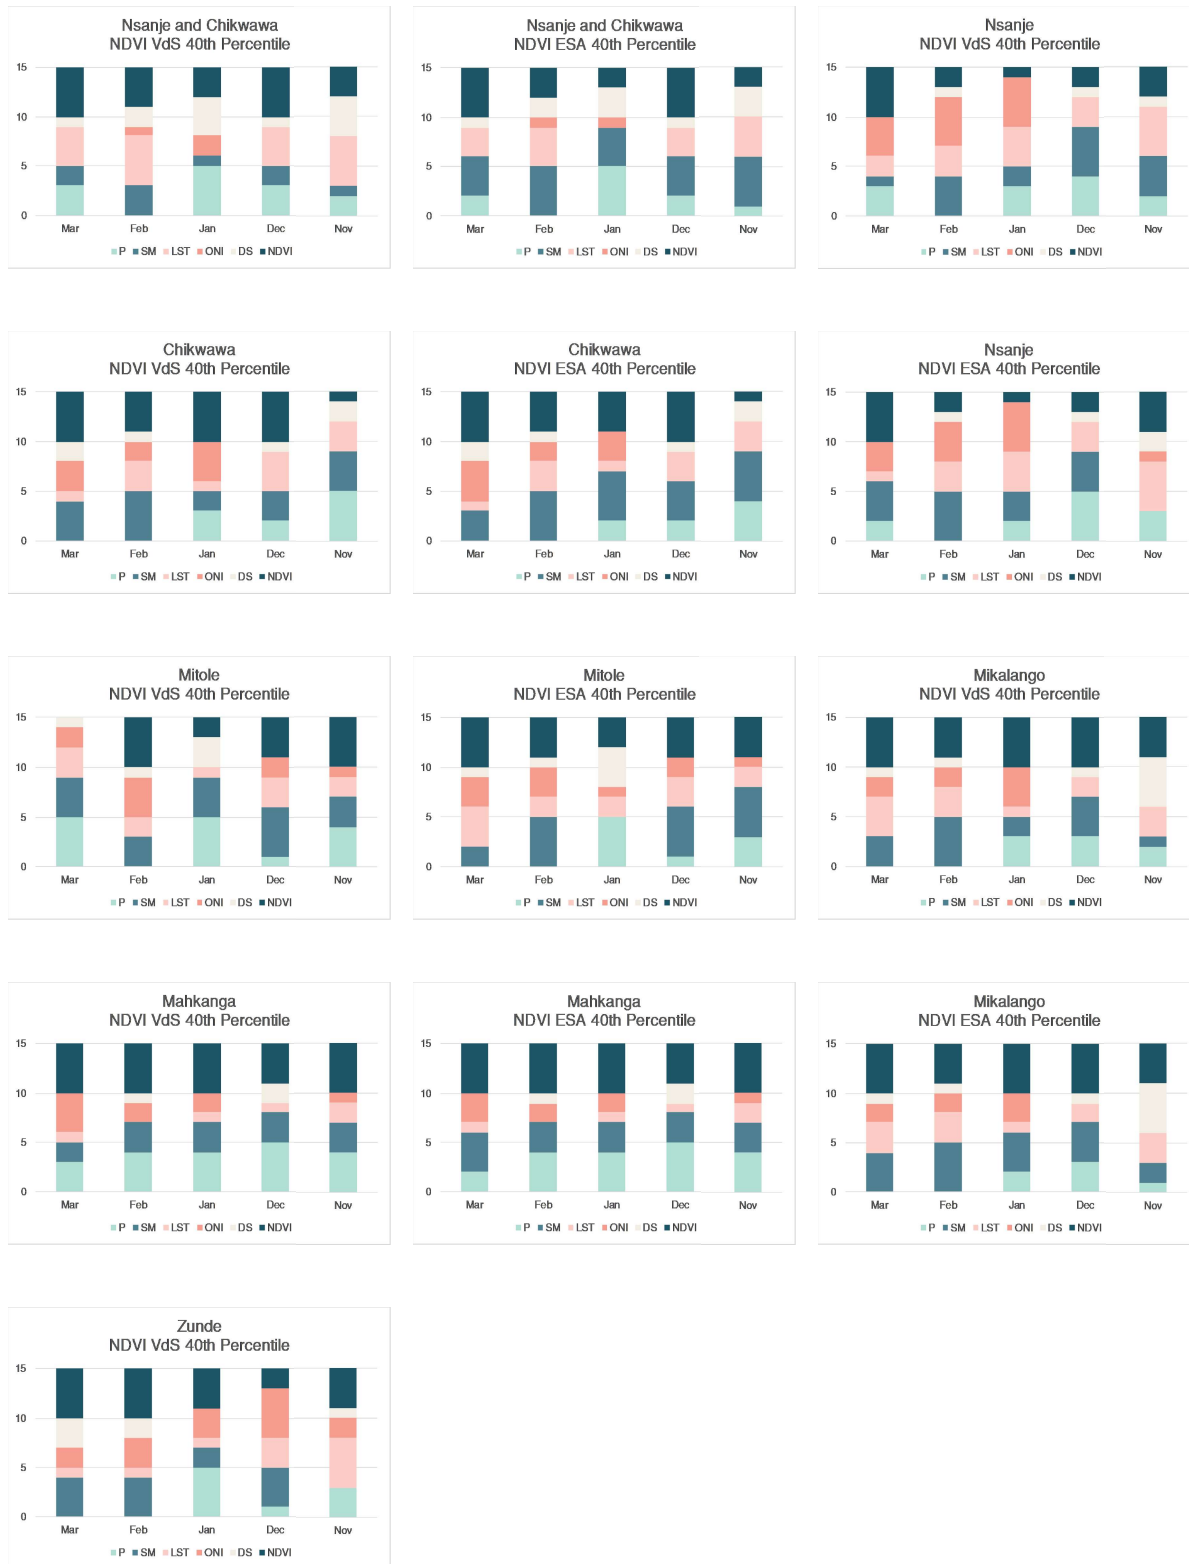 Nsanje and Chikwawa
NDVI VdS 40th Percentile
15
10
5
0
Mar Feb Jan Dec Nov
P SM LST ONI DS NDVI
Nsanje and Chikwawa
NDVI ESA 40th Percentile
15
10
5
0
Mar Feb Jan Dec Nov
P SM LST ONI DS NDVI
Nsanje
NDVI VdS 40th Percentile
15
10
5
0
Mar Feb Jan Dec Nov
P SM LST ONI DS NDVI
Chikwawa
NDVI VdS 40th Percentile
15
10
5
0
Mar Feb Jan Dec Nov
P SM LST ONI DS NDVI
Chikwawa
NDVI ESA 40th Percentile
15
10
5
0
Mar Feb Jan Dec Nov
P SM LST ONI DS NDVI
Nsanje
NDVI ESA 40th Percentile
15
10
5
0
Mar Feb Jan Dec Nov
P SM LST ONI DS NDVI
Mitole
NDVI VdS 40th Percentile
15
10
5
0
Mar Feb Jan Dec Nov
P SM LST ONI DS NDVI
Mitole
NDVI ESA 40th Percentile
15
10
5
0
Mar Feb Jan Dec Nov
P SM LST ONI DS NDVI
Mikalango
NDVI VdS 40th Percentile
15
10
5
0
Mar Feb Jan Dec Nov
P SM LST ONI DS NDVI
Mahkanga
NDVI VdS 40th Percentile
15
10
5
0
Mar Feb Jan Dec Nov
P SM LST ONI DS NDVI
Mahkanga
NDVI ESA 40th Percentile
15
10
5
0
Mar Feb Jan Dec Nov
P SM LST ONI DS NDVI
Mikalango
NDVI ESA 40th Percentile
15
10
5
0
Mar Feb Jan Dec Nov
P SM LST ONI DS NDVI
Zunde
NDVI VdS 40th Percentile
15
10
5
0
Mar Feb Jan Dec Nov
P SM LST ONI DS NDVI